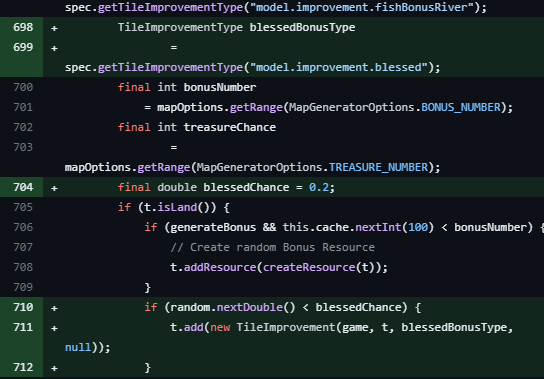 spec.getTileImprovementType("model.improvement.fishBonusRiver");
698 + TileImprovementType blessedBonusType
699 + =
spec.getTileImprovementType("model.improvement.blessed");
700 final int bonusNumber
701 = mapOptions.getRange(MapGeneratorOptions.BONUS_NUMBER);
702 final int treasureChance
703 =
mapOptions.getRange(MapGeneratorOptions.TREASURE_NUMBER);
704 + final double blessedChance = 0.2;
705 if (t.isLand()) {
706 if (generateBonus && this.cache.nextInt(100) < bonusNumber) {
707 // Create random Bonus Resource
708 t.addResource(createResource(t));
709 }
710 + if (random.nextDouble() < blessedChance) {
711 + t.add(new TileImprovement(game, t, blessedBonusType,
null));
712 + }